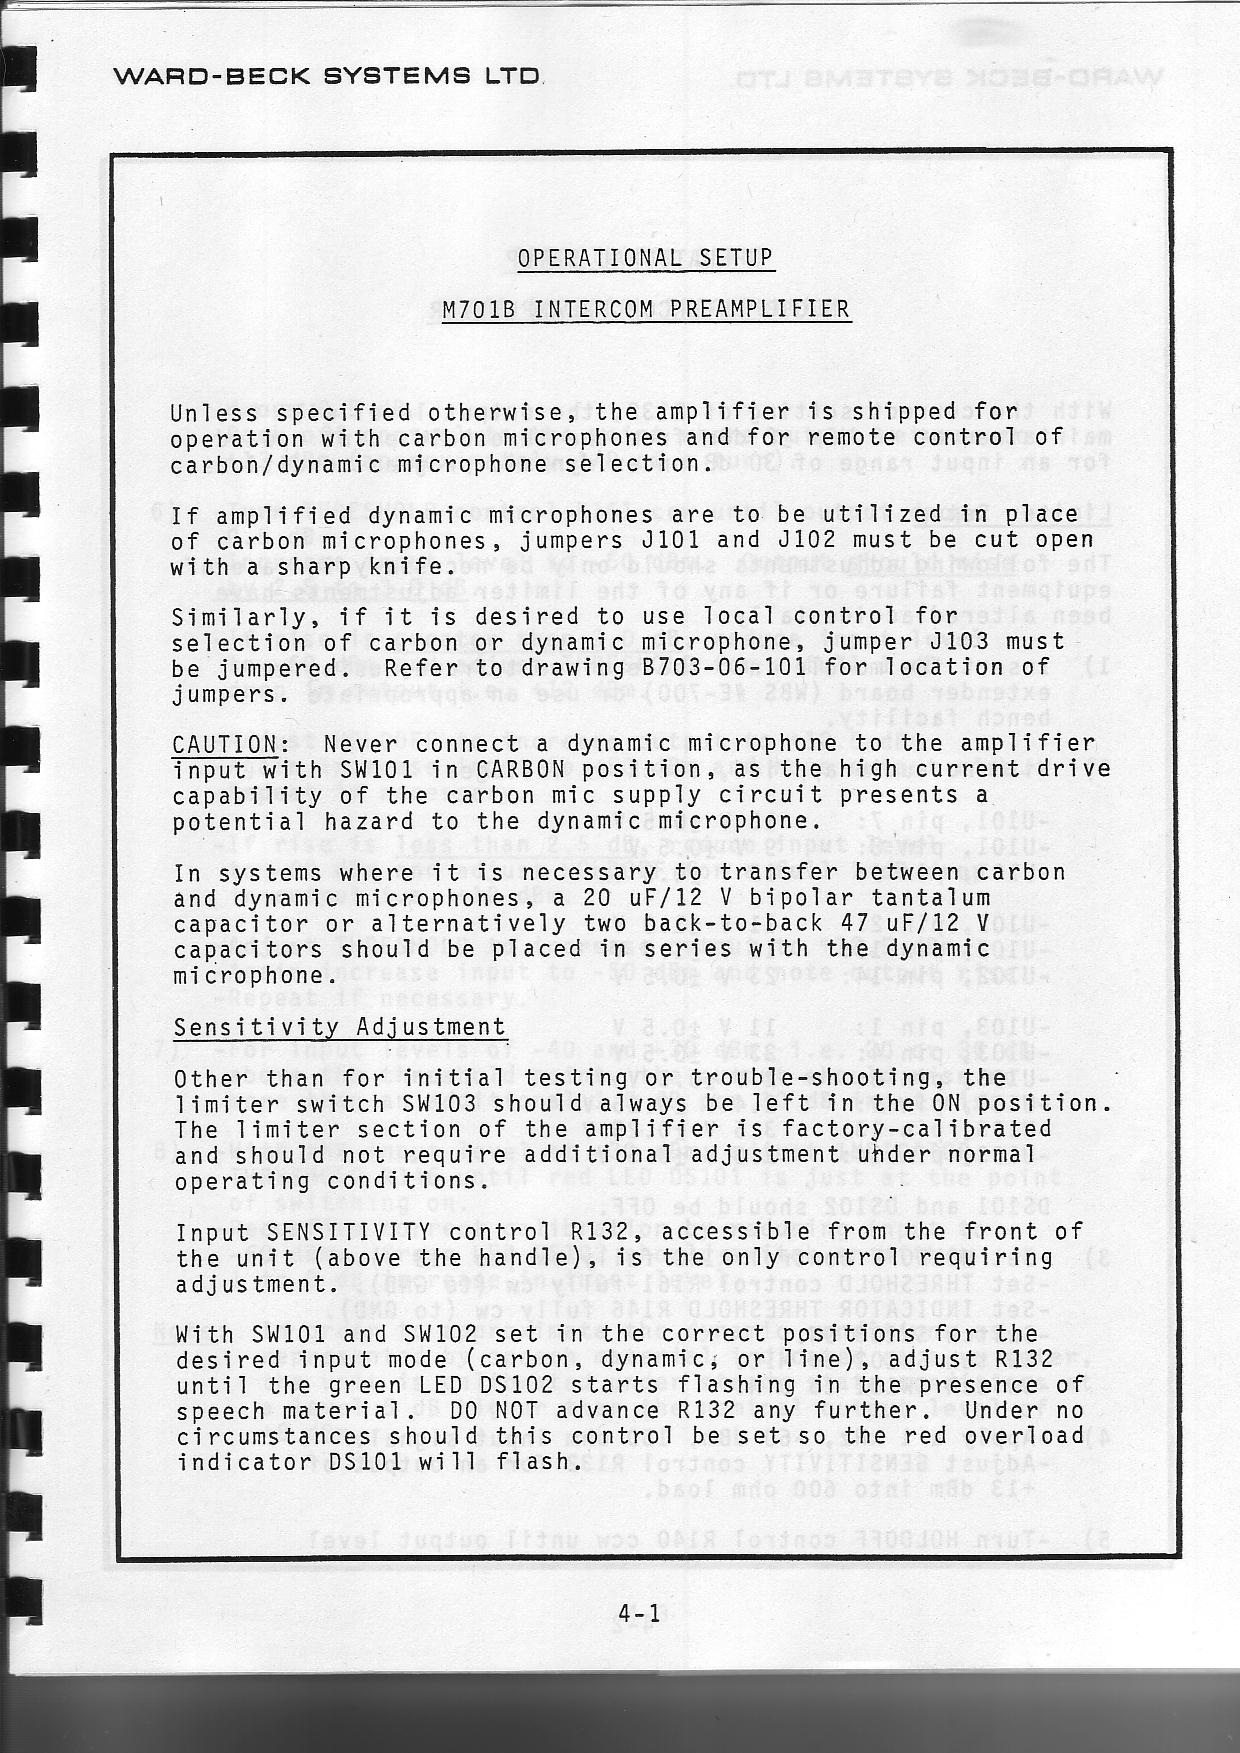 WARD-BECK SYSTEMS LTD.
OPERATIONAL SETUP
M701B INTERCOM PREAMPLIFIER
Unless specified otherwise, the amplifier is shipped for
operation with carbon microphones and for remote control of
carbon/dynamic microphone selection.
If amplified dynamic microphones are to be utilized in place
of carbon microphones, jumpers J101 and J102 must be cut open
with a sharp knife.
Similarly, if it is desired to use local control for
selection of carbon or dynamic microphone, jumper J103 must
be jumpered. Refer to drawing B703-06-101 for location of
jumpers.
CAUTION: Never connect a dynamic microphone to the amplifier
input with SW101 in CARBON position, as the high current drive
capability of the carbon mic supply circuit presents a
potential hazard to the dynamic microphone.
In systems where it is necessary to transfer between carbon
and dynamic microphones, a 20 uF/12 V bipolar tantalum
capacitor or alternatively two back-to-back 47 uF/12 V
capacitors should be placed in series with the dynamic
microphone.
Sensitivity Adjustment
Other than for initial testing or trouble-shooting, the
limiter switch SW103 should always be left in the ON position.
The limiter section of the amplifier is factory-calibrated
and should not require additional adjustment under normal
operating conditions.
Input SENSITIVITY control R132, accessible from the front of
the unit (above the handle), is the only control requiring
adjustment.
With SW101 and SW102 set in the correct positions for the
desired input mode (carbon, dynamic, or line), adjust R132
until the green LED DS102 starts flashing in the presence of
speech material. DO NOT advance R132 any further. Under no
circumstances should this control be set so the red overload
indicator DS101 will flash.
4-1